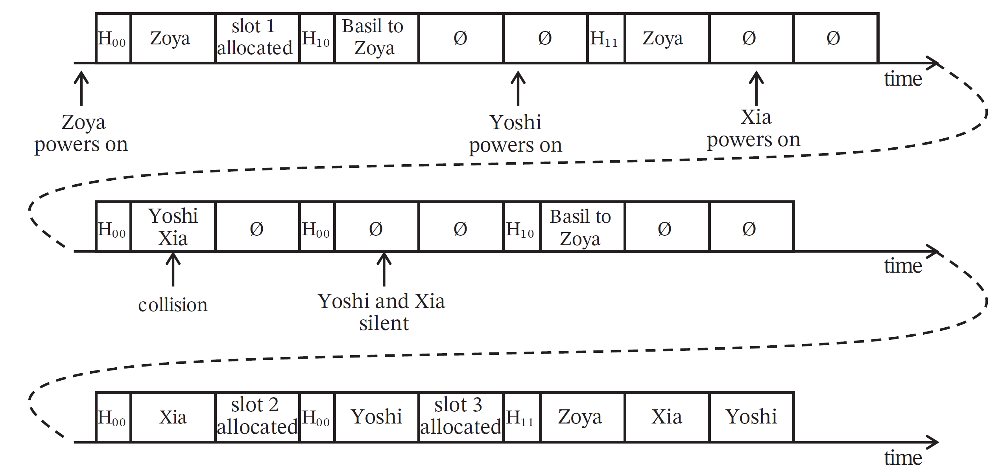 H₀₀ Zoya slot 1 allocated H₁₀ Basil to Zoya Ø Ø H₁₁ Zoya Ø Ø
time
Zoya powers on
Yoshi powers on
Xia powers on
H₀₀ Yoshi Xia Ø H₀₀ Ø Ø H₁₀ Basil to Zoya Ø Ø
time
collision
Yoshi and Xia silent
H₀₀ Xia slot 2 allocated H₀₀ Yoshi slot 3 allocated H₁₁ Zoya Xia Yoshi
time